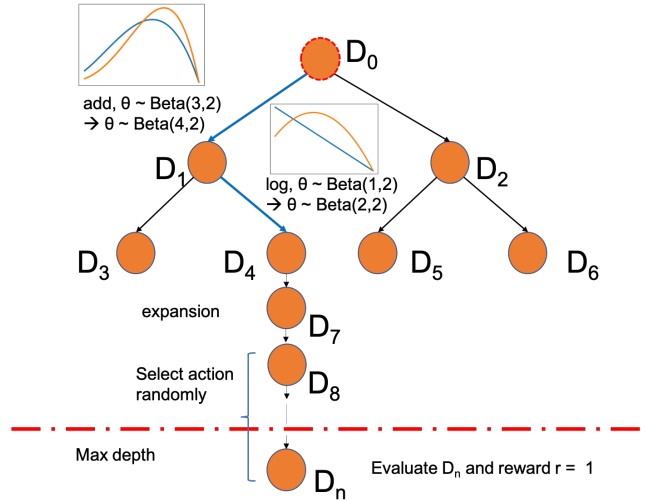 D₀
add, θ ~ Beta(3,2)
→ θ ~ Beta(4,2)
D₁
log, θ ~ Beta(1,2)
→ θ ~ Beta(2,2)
D₂
D₃
D₄
D₅
D₆
expansion
D₇
Select action
randomly
D₈
Max depth
Dₙ
Evaluate Dₙ and reward r = 1